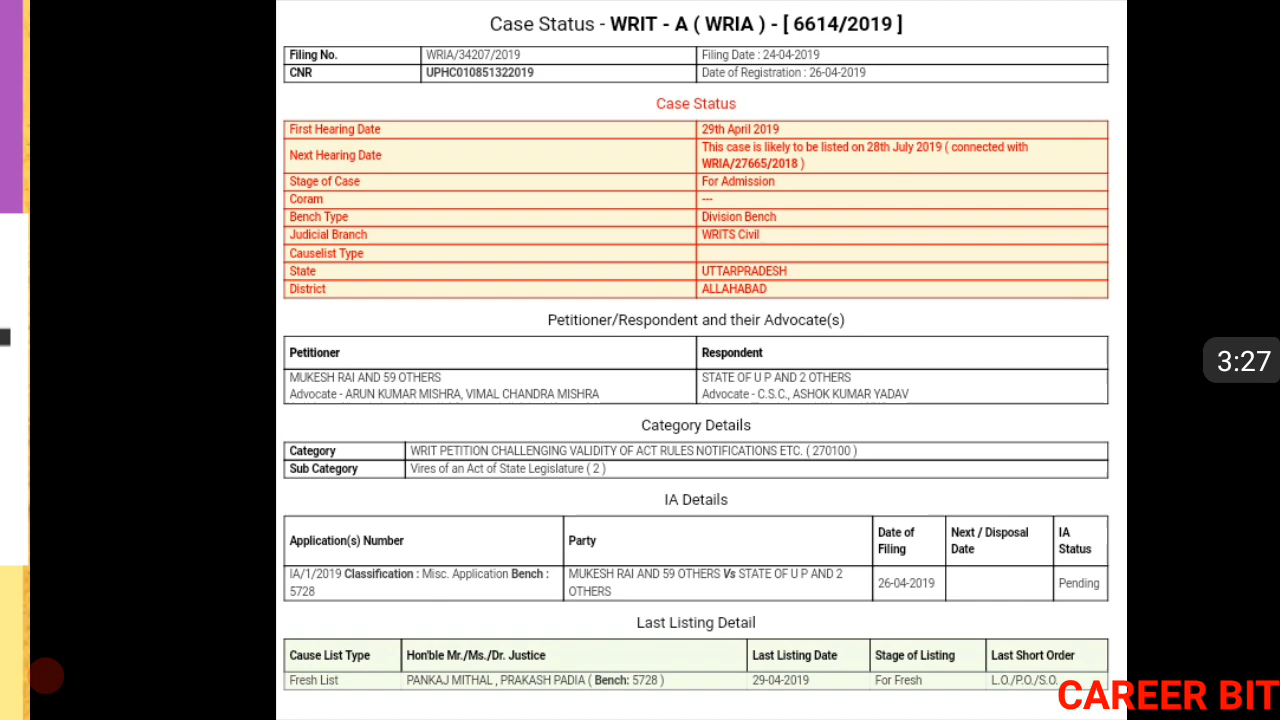 Case Status - WRIT - A ( WRIA ) - [ 6614/2019 ]
Filing No. WRIA/34207/2019 Filing Date : 24-04-2019
CNR UPHC010851322019 Date of Registration : 26-04-2019
Case Status
First Hearing Date 29th April 2019
Next Hearing Date This case is likely to be listed on 28th July 2019 ( connected with
WRIA/27665/2018 )
Stage of Case For Admission
Coram ---
Bench Type Division Bench
Judicial Branch WRITS Civil
Causelist Type
State UTTARPRADESH
District ALLAHABAD
Petitioner/Respondent and their Advocate(s)
Petitioner Respondent
MUKESH RAI AND 59 OTHERS STATE OF U P AND 2 OTHERS
Advocate - ARUN KUMAR MISHRA, VIMAL CHANDRA MISHRA Advocate - C.S.C., ASHOK KUMAR YADAV
3:27
Category Details
Category WRIT PETITION CHALLENGING VALIDITY OF ACT RULES NOTIFICATIONS ETC. ( 270100 )
Sub Category Vires of an Act of State Legislature ( 2 )
IA Details
Application(s) Number Party Date of Filing Next / Disposal Date IA Status
IA/1/2019 Classification : Misc. Application Bench : MUKESH RAI AND 59 OTHERS Vs STATE OF U P AND 2 26-04-2019 Pending
5728 OTHERS
Last Listing Detail
Cause List Type Hon'ble Mr./Ms./Dr. Justice Last Listing Date Stage of Listing Last Short Order
Fresh List PANKAJ MITHAL , PRAKASH PADIA ( Bench: 5728 ) 29-04-2019 For Fresh L.O./P.O./S.O.
CAREER BIT